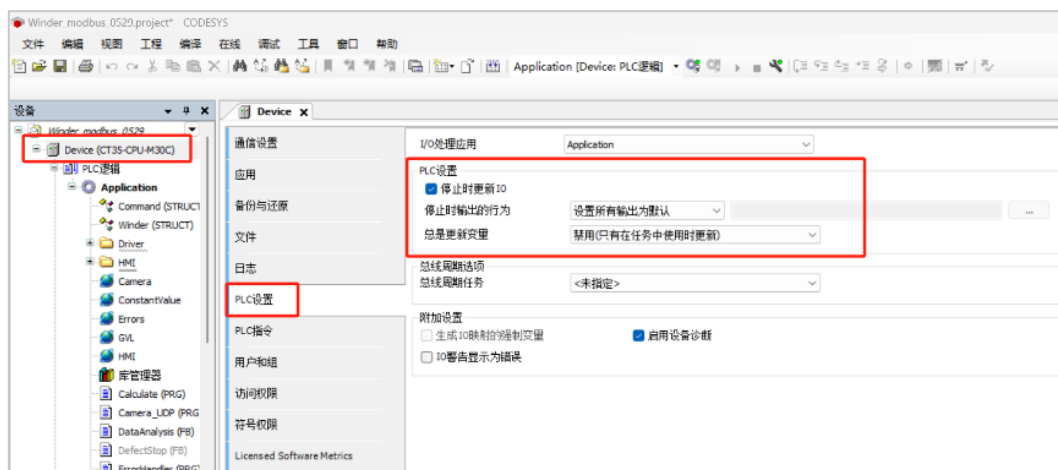 Winder_modbus_0529.project* CODESYS
文件 编辑 视图 工程 编译 在线 调试 工具 窗口 帮助
Application [Device: PLC逻辑]
设备
Winder_modbus_0529
Device (CT35-CPU-M30C)
PLC逻辑
Application
Command (STRUCT
Winder (STRUCT)
Driver
HMI
Camera
ConstantValue
Errors
GVL
HMI
库管理器
Calculate (PRG)
Camera_UDP (PRG
DataAnalysis (FB)
DefectStop (FB)
ErrorHandler (PRG)
Device
通信设置
应用
备份与还原
文件
日志
PLC设置
PLC指令
用户和组
访问权限
符号权限
Licensed Software Metrics
I/O处理应用 Application
PLC设置
停止时更新IO
停止时输出的行为 设置所有输出为默认 ...
总是更新变量 禁用(只有在任务中使用时更新)
总线周期选项
总线周期任务 <未指定>
附加设置
生成IO映射的强制变量 启用设备诊断
IO警告显示为错误